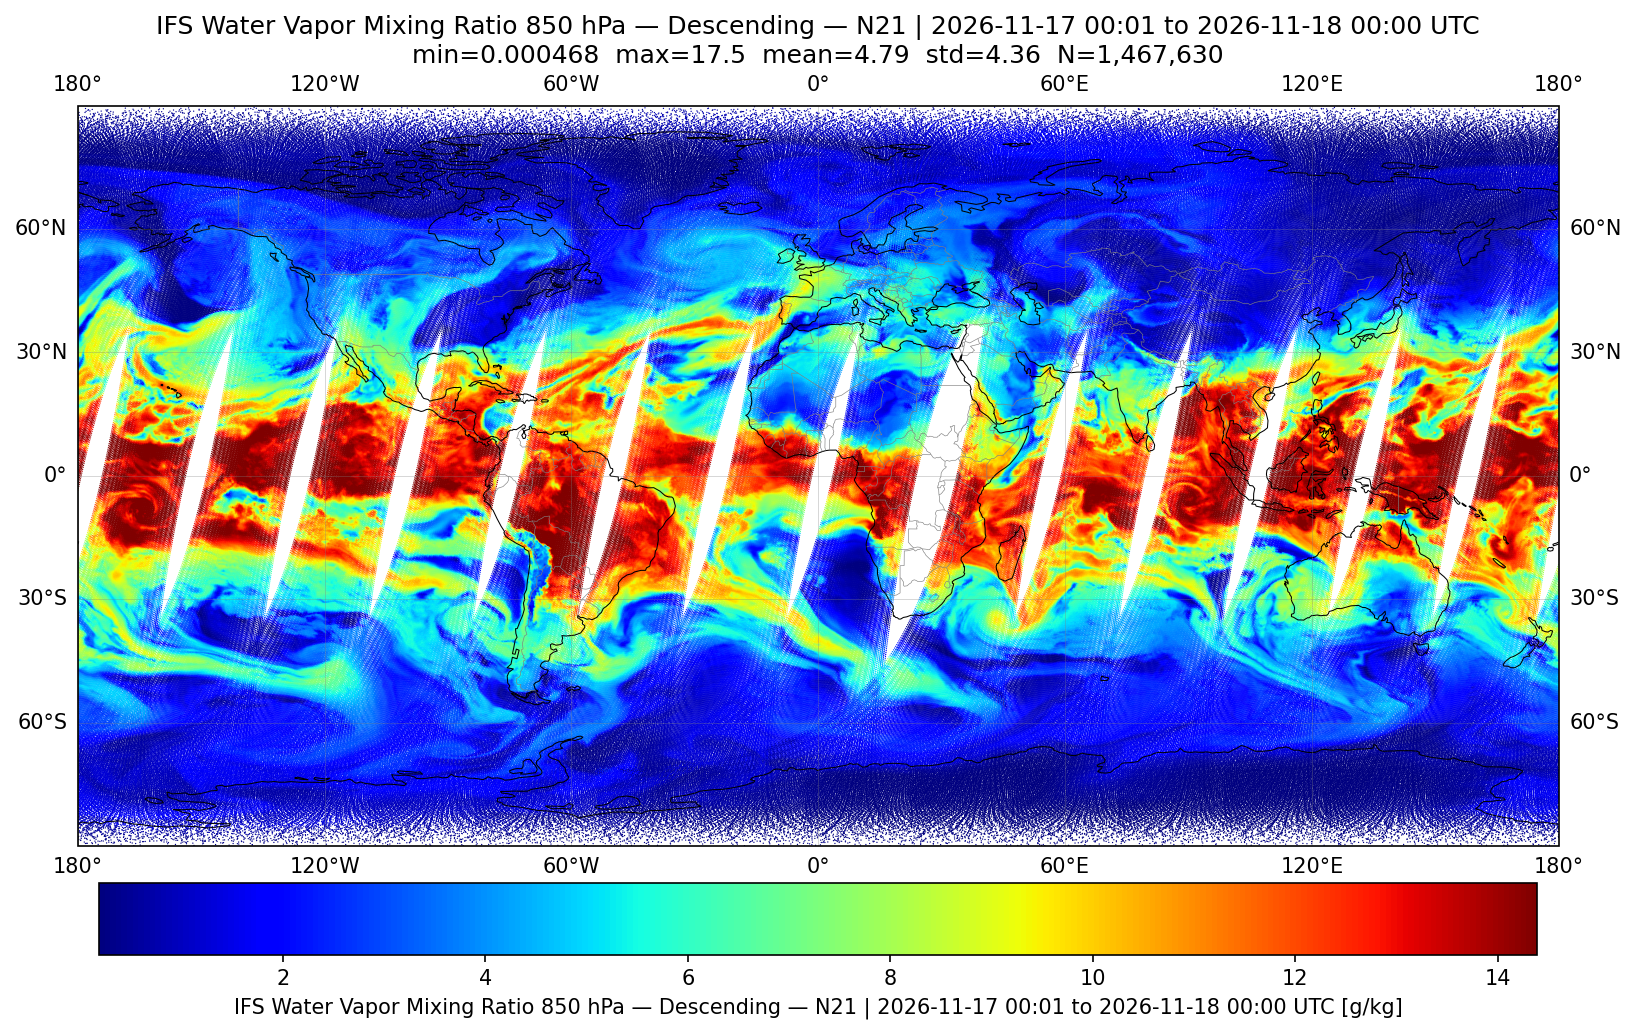 IFS Water Vapor Mixing Ratio 850 hPa — Descending — N21 | 2026-11-17 00:01 to 2026-11-18 00:00 UTC
min=0.000468 max=17.5 mean=4.79 std=4.36 N=1,467,630
180° 120°W 60°W 0° 60°E 120°E 180°
60°N 60°N
30°N 30°N
0° 0°
30°S 30°S
60°S 60°S
180° 120°W 60°W 0° 60°E 120°E 180°
2 4 6 8 10 12 14
IFS Water Vapor Mixing Ratio 850 hPa — Descending — N21 | 2026-11-17 00:01 to 2026-11-18 00:00 UTC [g/kg]